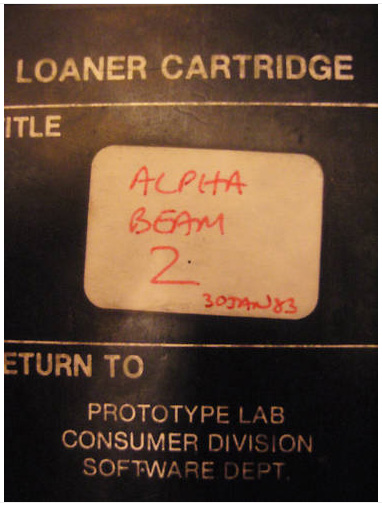 LOANER CARTRIDGE
ITLE
ALPHA
BEAM
2
30JAN83
ETURN TO
PROTOTYPE LAB
CONSUMER DIVISION
SOFTWARE DEPT.